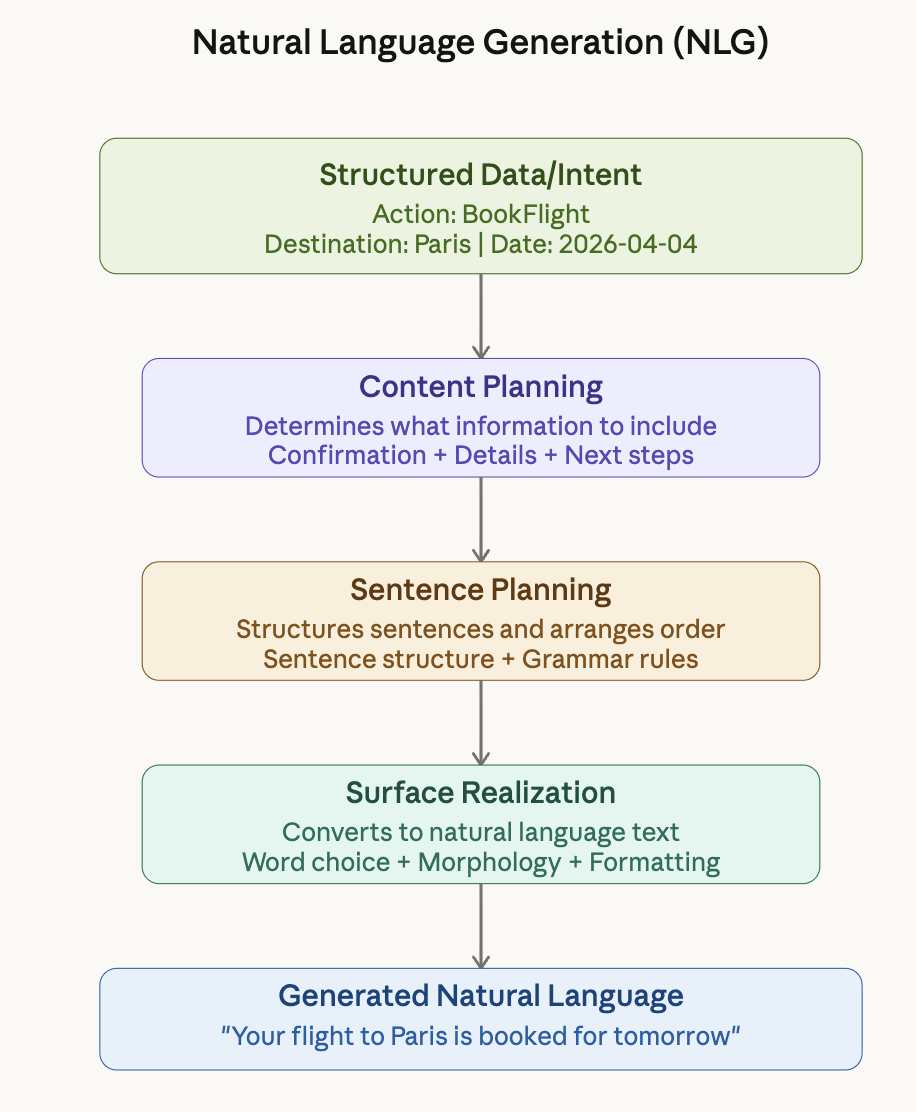 Natural Language Generation (NLG)
Structured Data/Intent
Action: BookFlight
Destination: Paris | Date: 2026-04-04
Content Planning
Determines what information to include
Confirmation + Details + Next steps
Sentence Planning
Structures sentences and arranges order
Sentence structure + Grammar rules
Surface Realization
Converts to natural language text
Word choice + Morphology + Formatting
Generated Natural Language
"Your flight to Paris is booked for tomorrow"